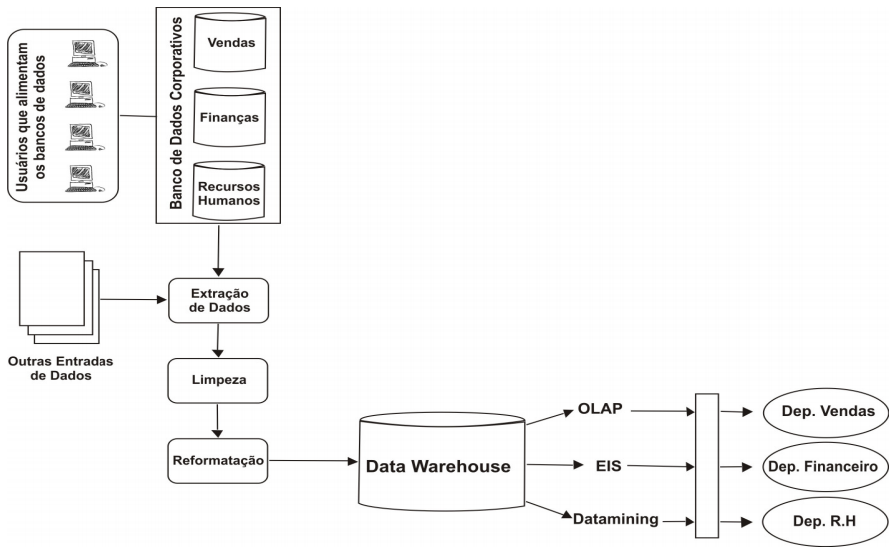 Usuários que alimentam
os bancos de dados
Banco de Dados Corporativos
Vendas
Finanças
Recursos
Humanos
Extração
de Dados
Outras Entradas
de Dados
Limpeza
Reformatação
Data Warehouse
OLAP
EIS
Datamining
Dep. Vendas
Dep. Financeiro
Dep. R.H